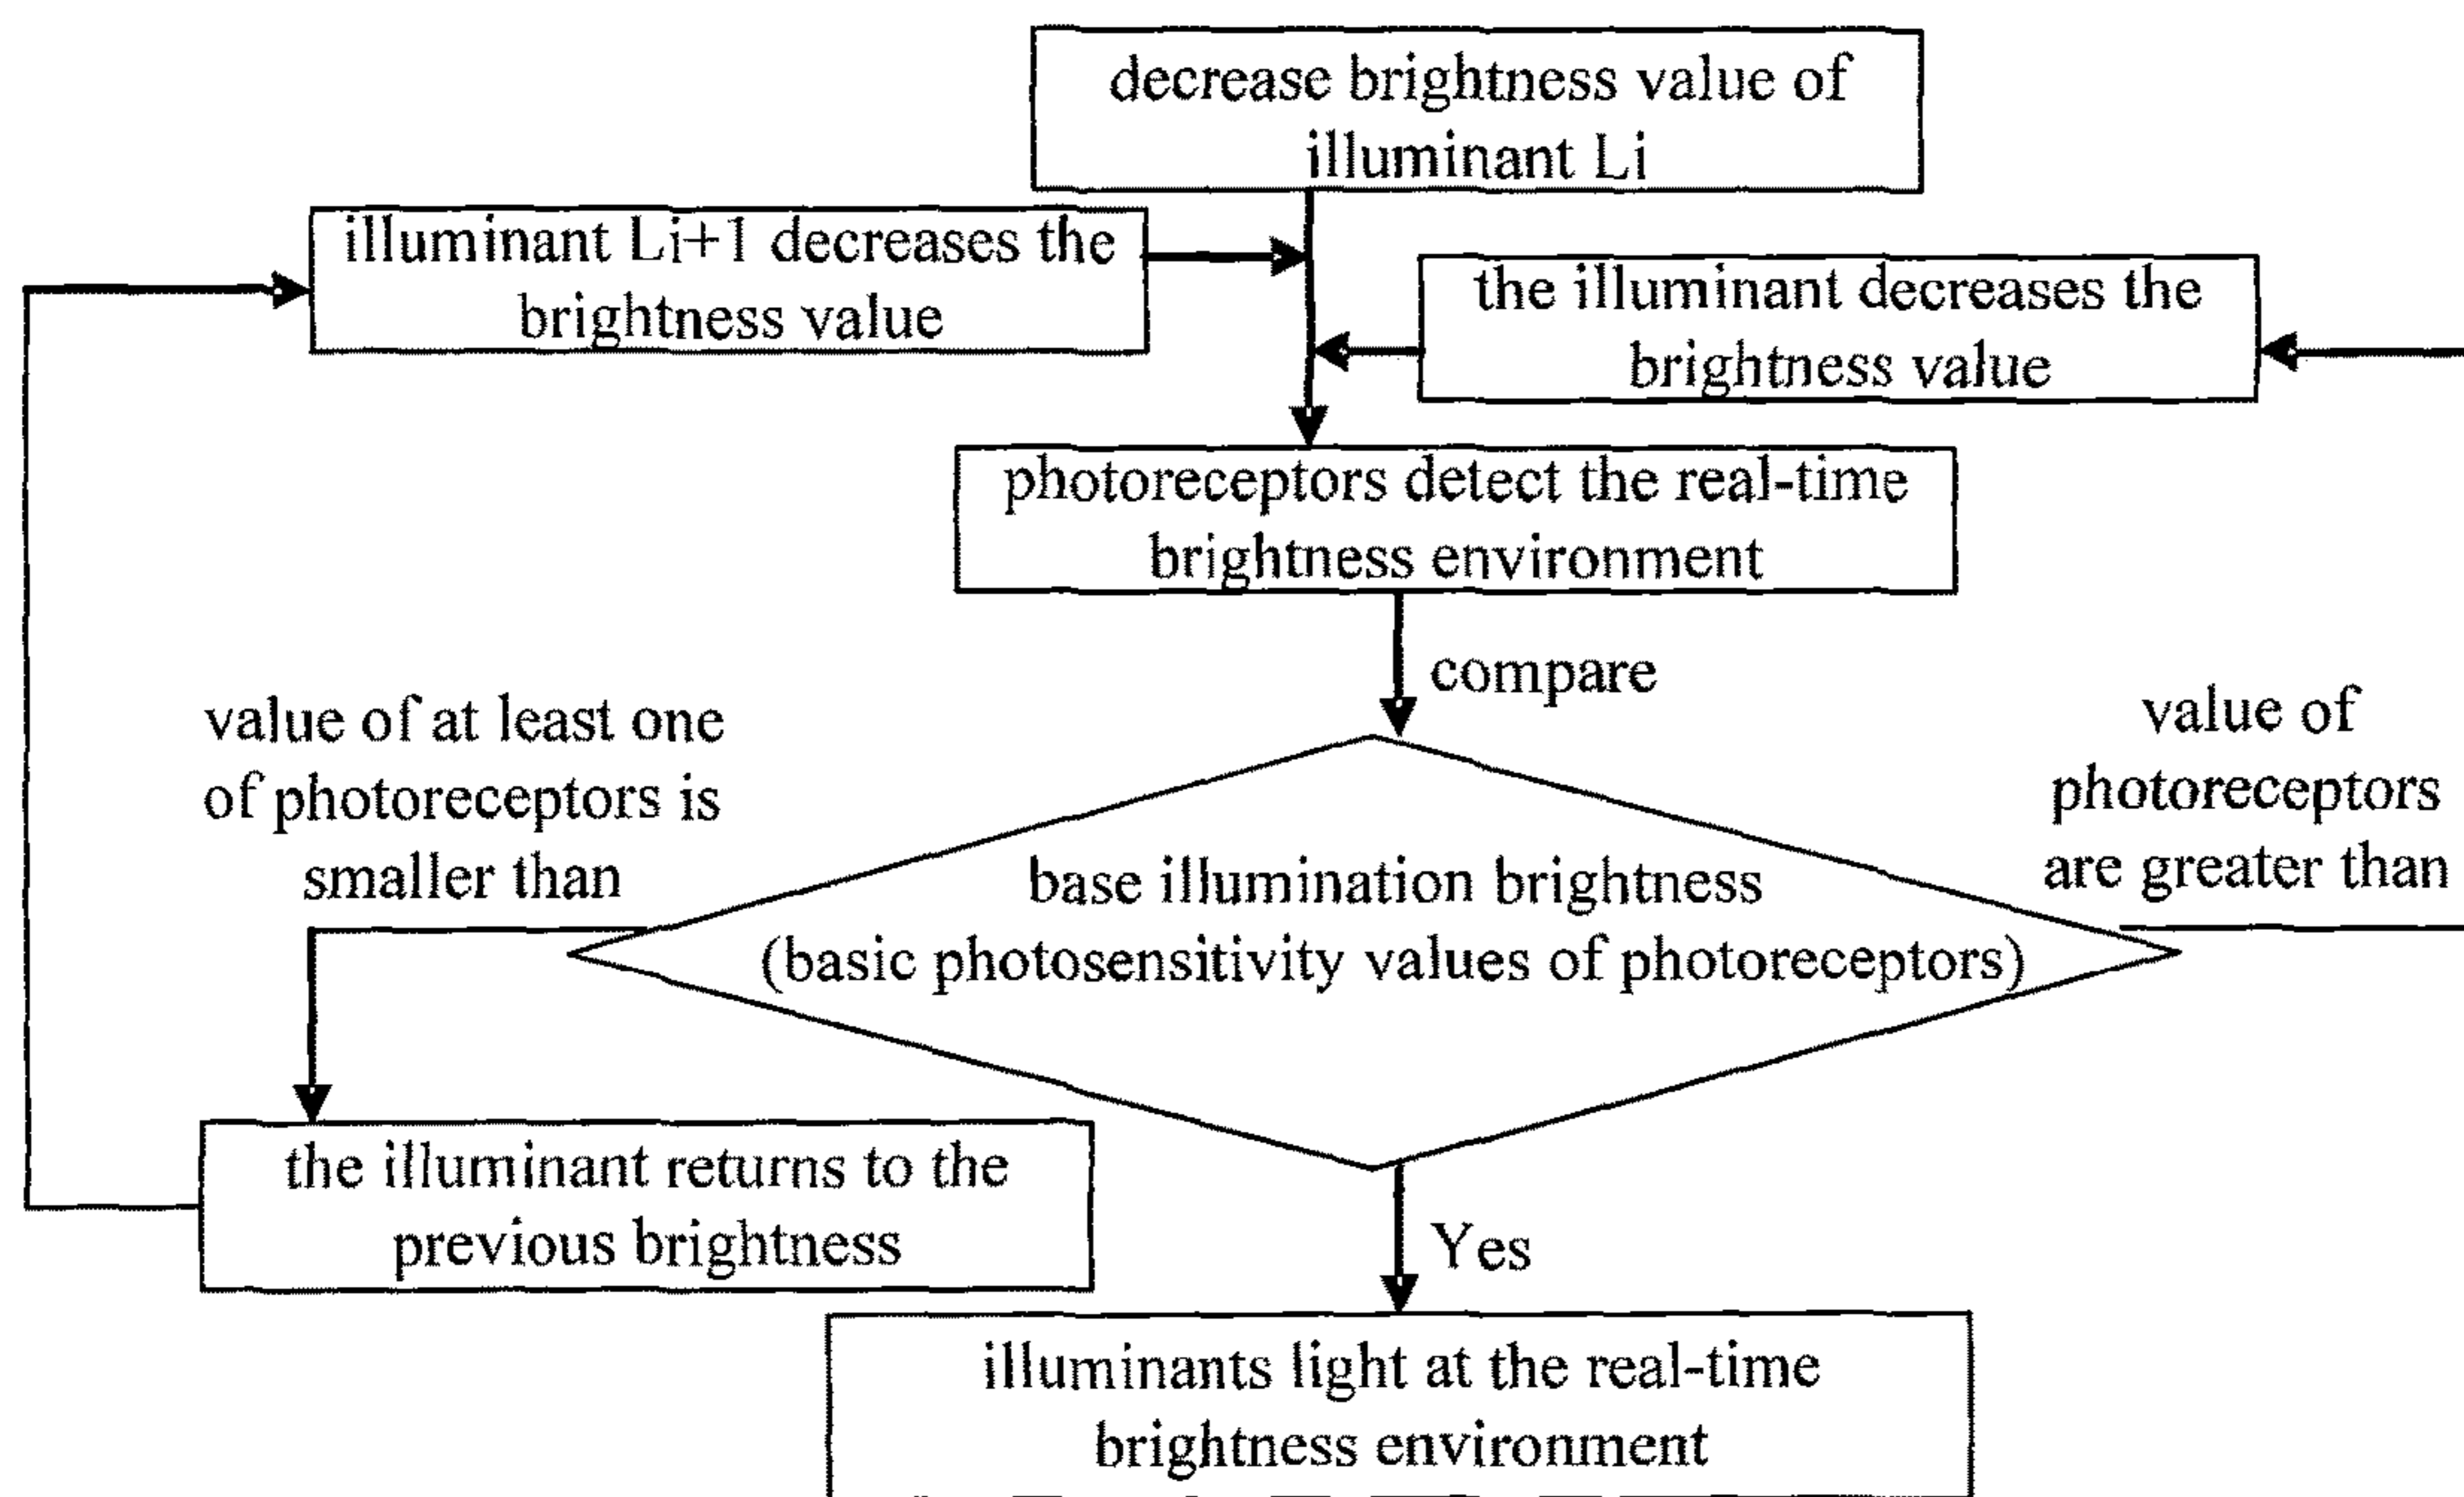 decrease brightness value of
illuminant Li
illuminant Li+1 decreases the
brightness value
the illuminant decreases the
brightness value
photoreceptors detect the real-time
brightness environment
compare
value of at least one
of photoreceptors is
smaller than
value of
photoreceptors
are greater than
base illumination brightness
(basic photosensitivity values of photoreceptors)
the illuminant returns to the
previous brightness
Yes
illuminants light at the real-time
brightness environment